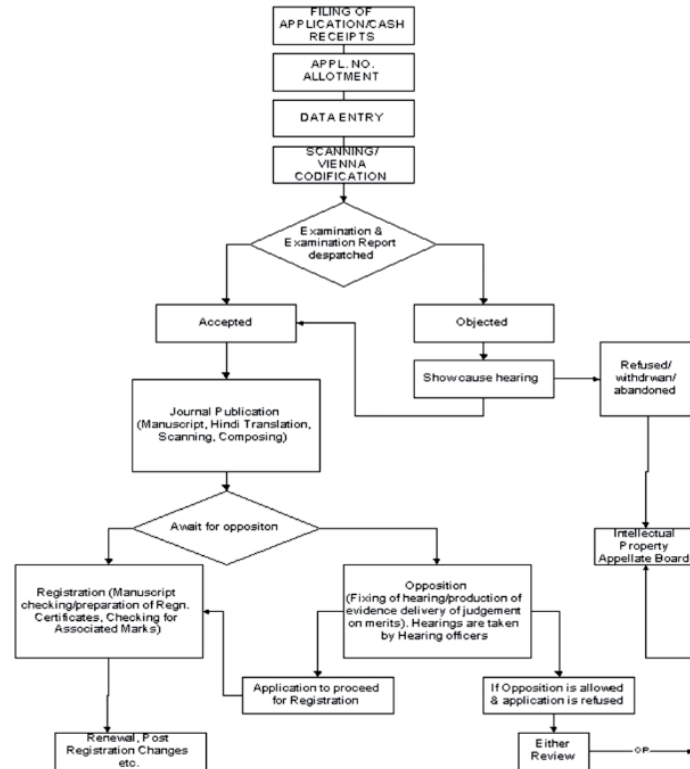 FILING OF
APPLICATION/CASH
RECEIPTS
APPL. NO.
ALLOTMENT
DATA ENTRY
SCANNING/
VIENNA
CODIFICATION
Examination &
Examination Report
despatched
Accepted
Objected
Show cause hearing
Refused/
withdrwan/
abandoned
Journal Publication
(Manuscript, Hindi Translation,
Scanning, Composing)
Await for oppositon
Intellectual
Property
Appellate Board
Registration (Manuscript
checking/preparation of Regn.
Certificates, Checking for
Associated Marks)
Opposition
(Fixing of hearing/production of
evidence delivery of judgement
on merits). Hearings are taken
by Hearing officers
Application to proceed
for Registration
If Opposition is allowed
& application is refused
Renewal, Post
Registration Changes
etc.
Either
Review
OR